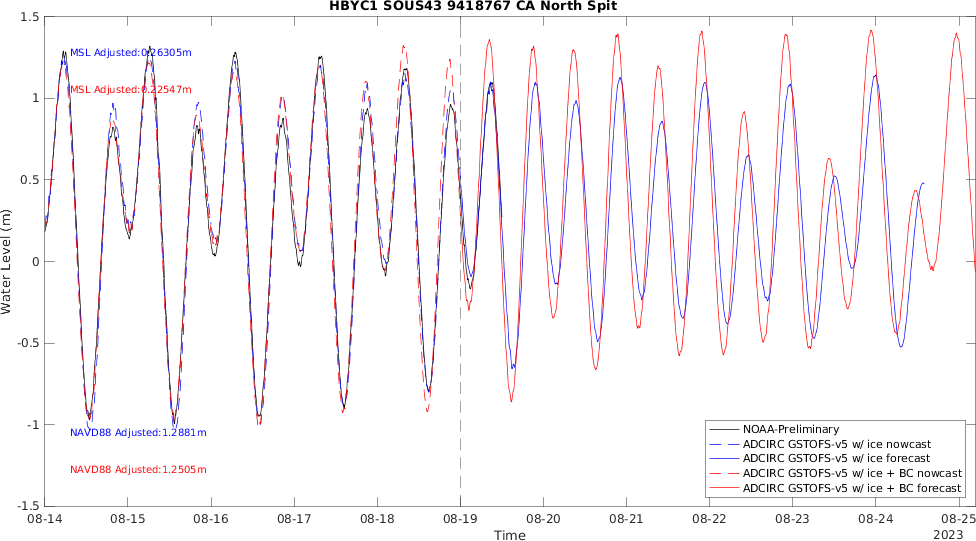 HBYC1 SOUS43 9418767 CA North Spit
1.5
1
0.5
0
-0.5
-1
-1.5
Water Level (m)
MSL Adjusted:0.26305m
MSL Adjusted:0.22547m
NAVD88 Adjusted:1.2881m
NAVD88 Adjusted:1.2505m
NOAA-Preliminary
ADCIRC GSTOFS-v5 w/ ice nowcast
ADCIRC GSTOFS-v5 w/ ice forecast
ADCIRC GSTOFS-v5 w/ ice + BC nowcast
ADCIRC GSTOFS-v5 w/ ice + BC forecast
08-14 08-15 08-16 08-17 08-18 08-19 08-20 08-21 08-22 08-23 08-24 08-25
Time
2023